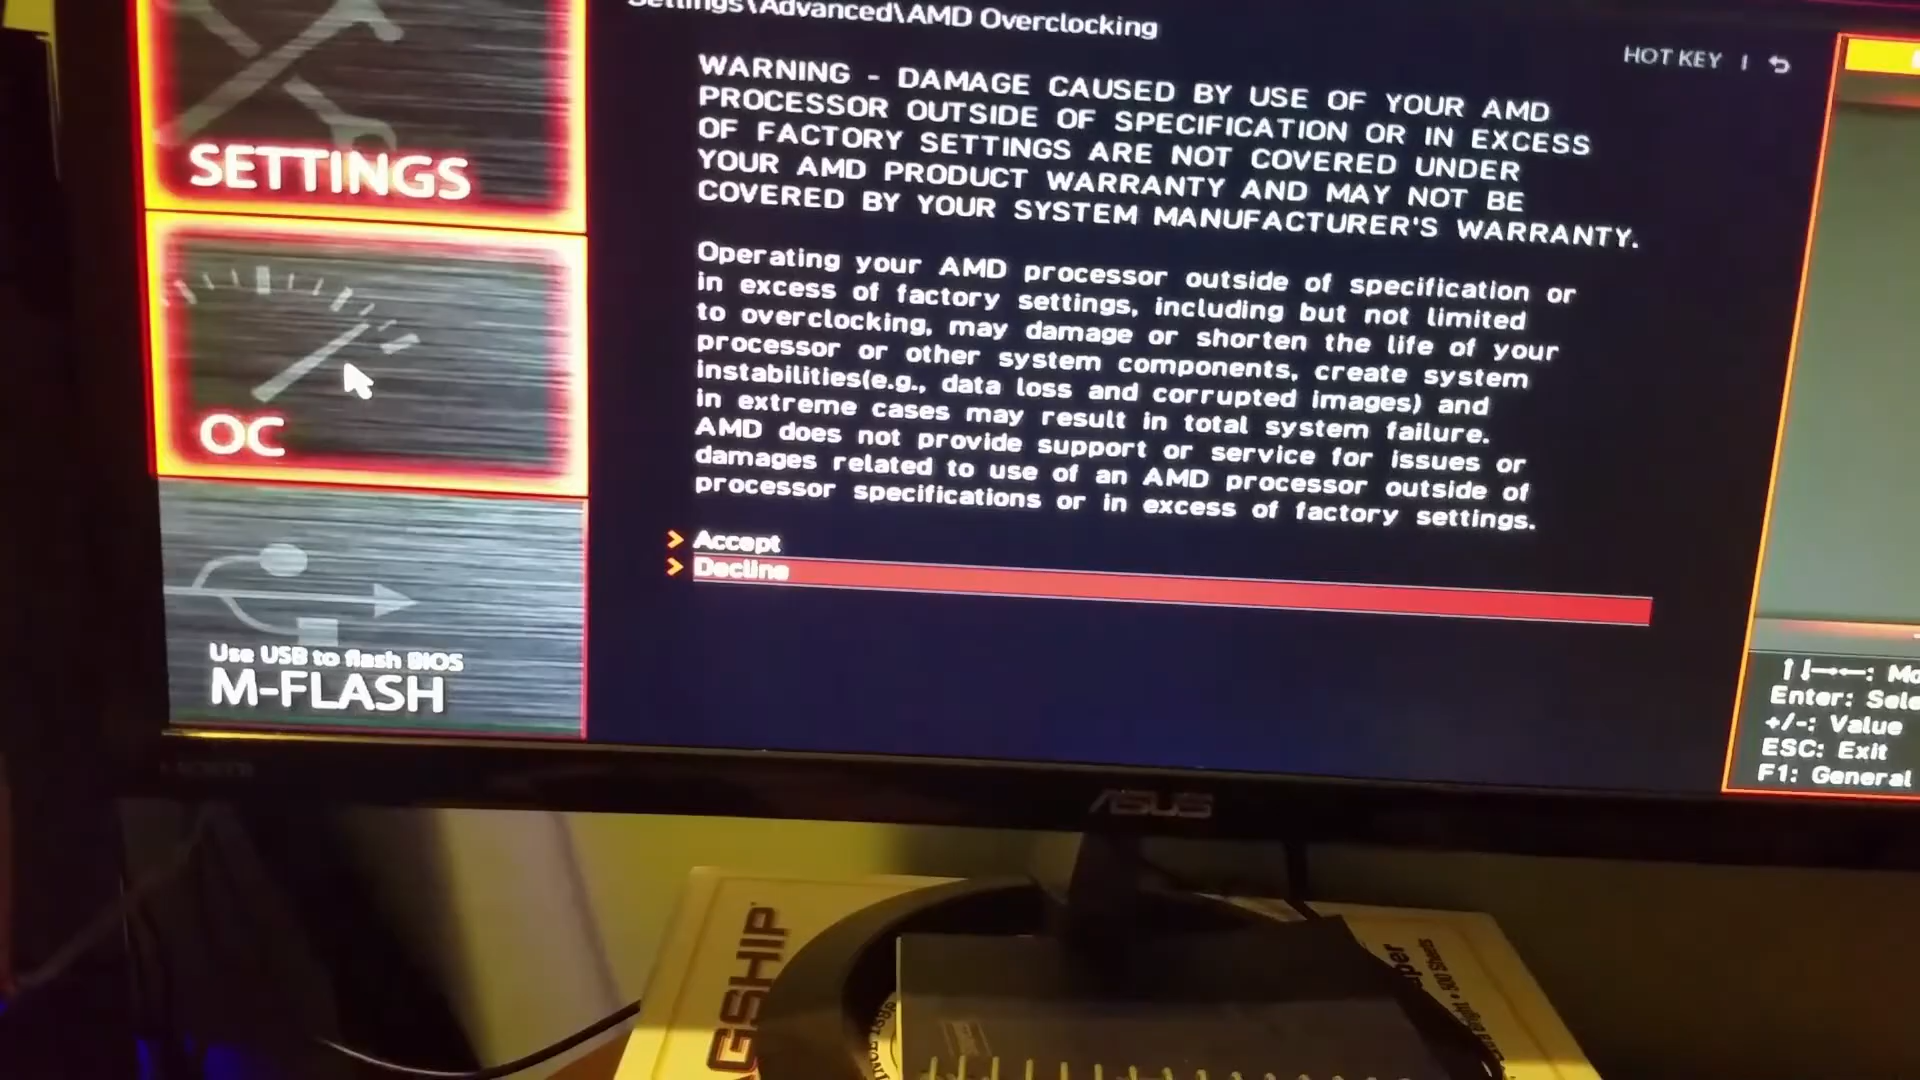 Settings\Advanced\AMD Overclocking
HOT KEY |
WARNING - DAMAGE CAUSED BY USE OF YOUR AMD
PROCESSOR OUTSIDE OF SPECIFICATION OR IN EXCESS
OF FACTORY SETTINGS ARE NOT COVERED UNDER
YOUR AMD PRODUCT WARRANTY AND MAY NOT BE
COVERED BY YOUR SYSTEM MANUFACTURER'S WARRANTY.
Operating your AMD processor outside of specification or
in excess of factory settings, including but not limited
to overclocking, may damage or shorten the life of your
processor or other system components, create system
instabilities(e.g., data loss and corrupted images) and
in extreme cases may result in total system failure.
AMD does not provide support or service for issues or
damages related to use of an AMD processor outside of
processor specifications or in excess of factory settings.
> Accept
> Decline
SETTINGS
OC
Use USB to flash BIOS
M-FLASH
Enter:
+/-: Value
ESC: Exit
F1: General
HDMI
ASUS
GSHIP